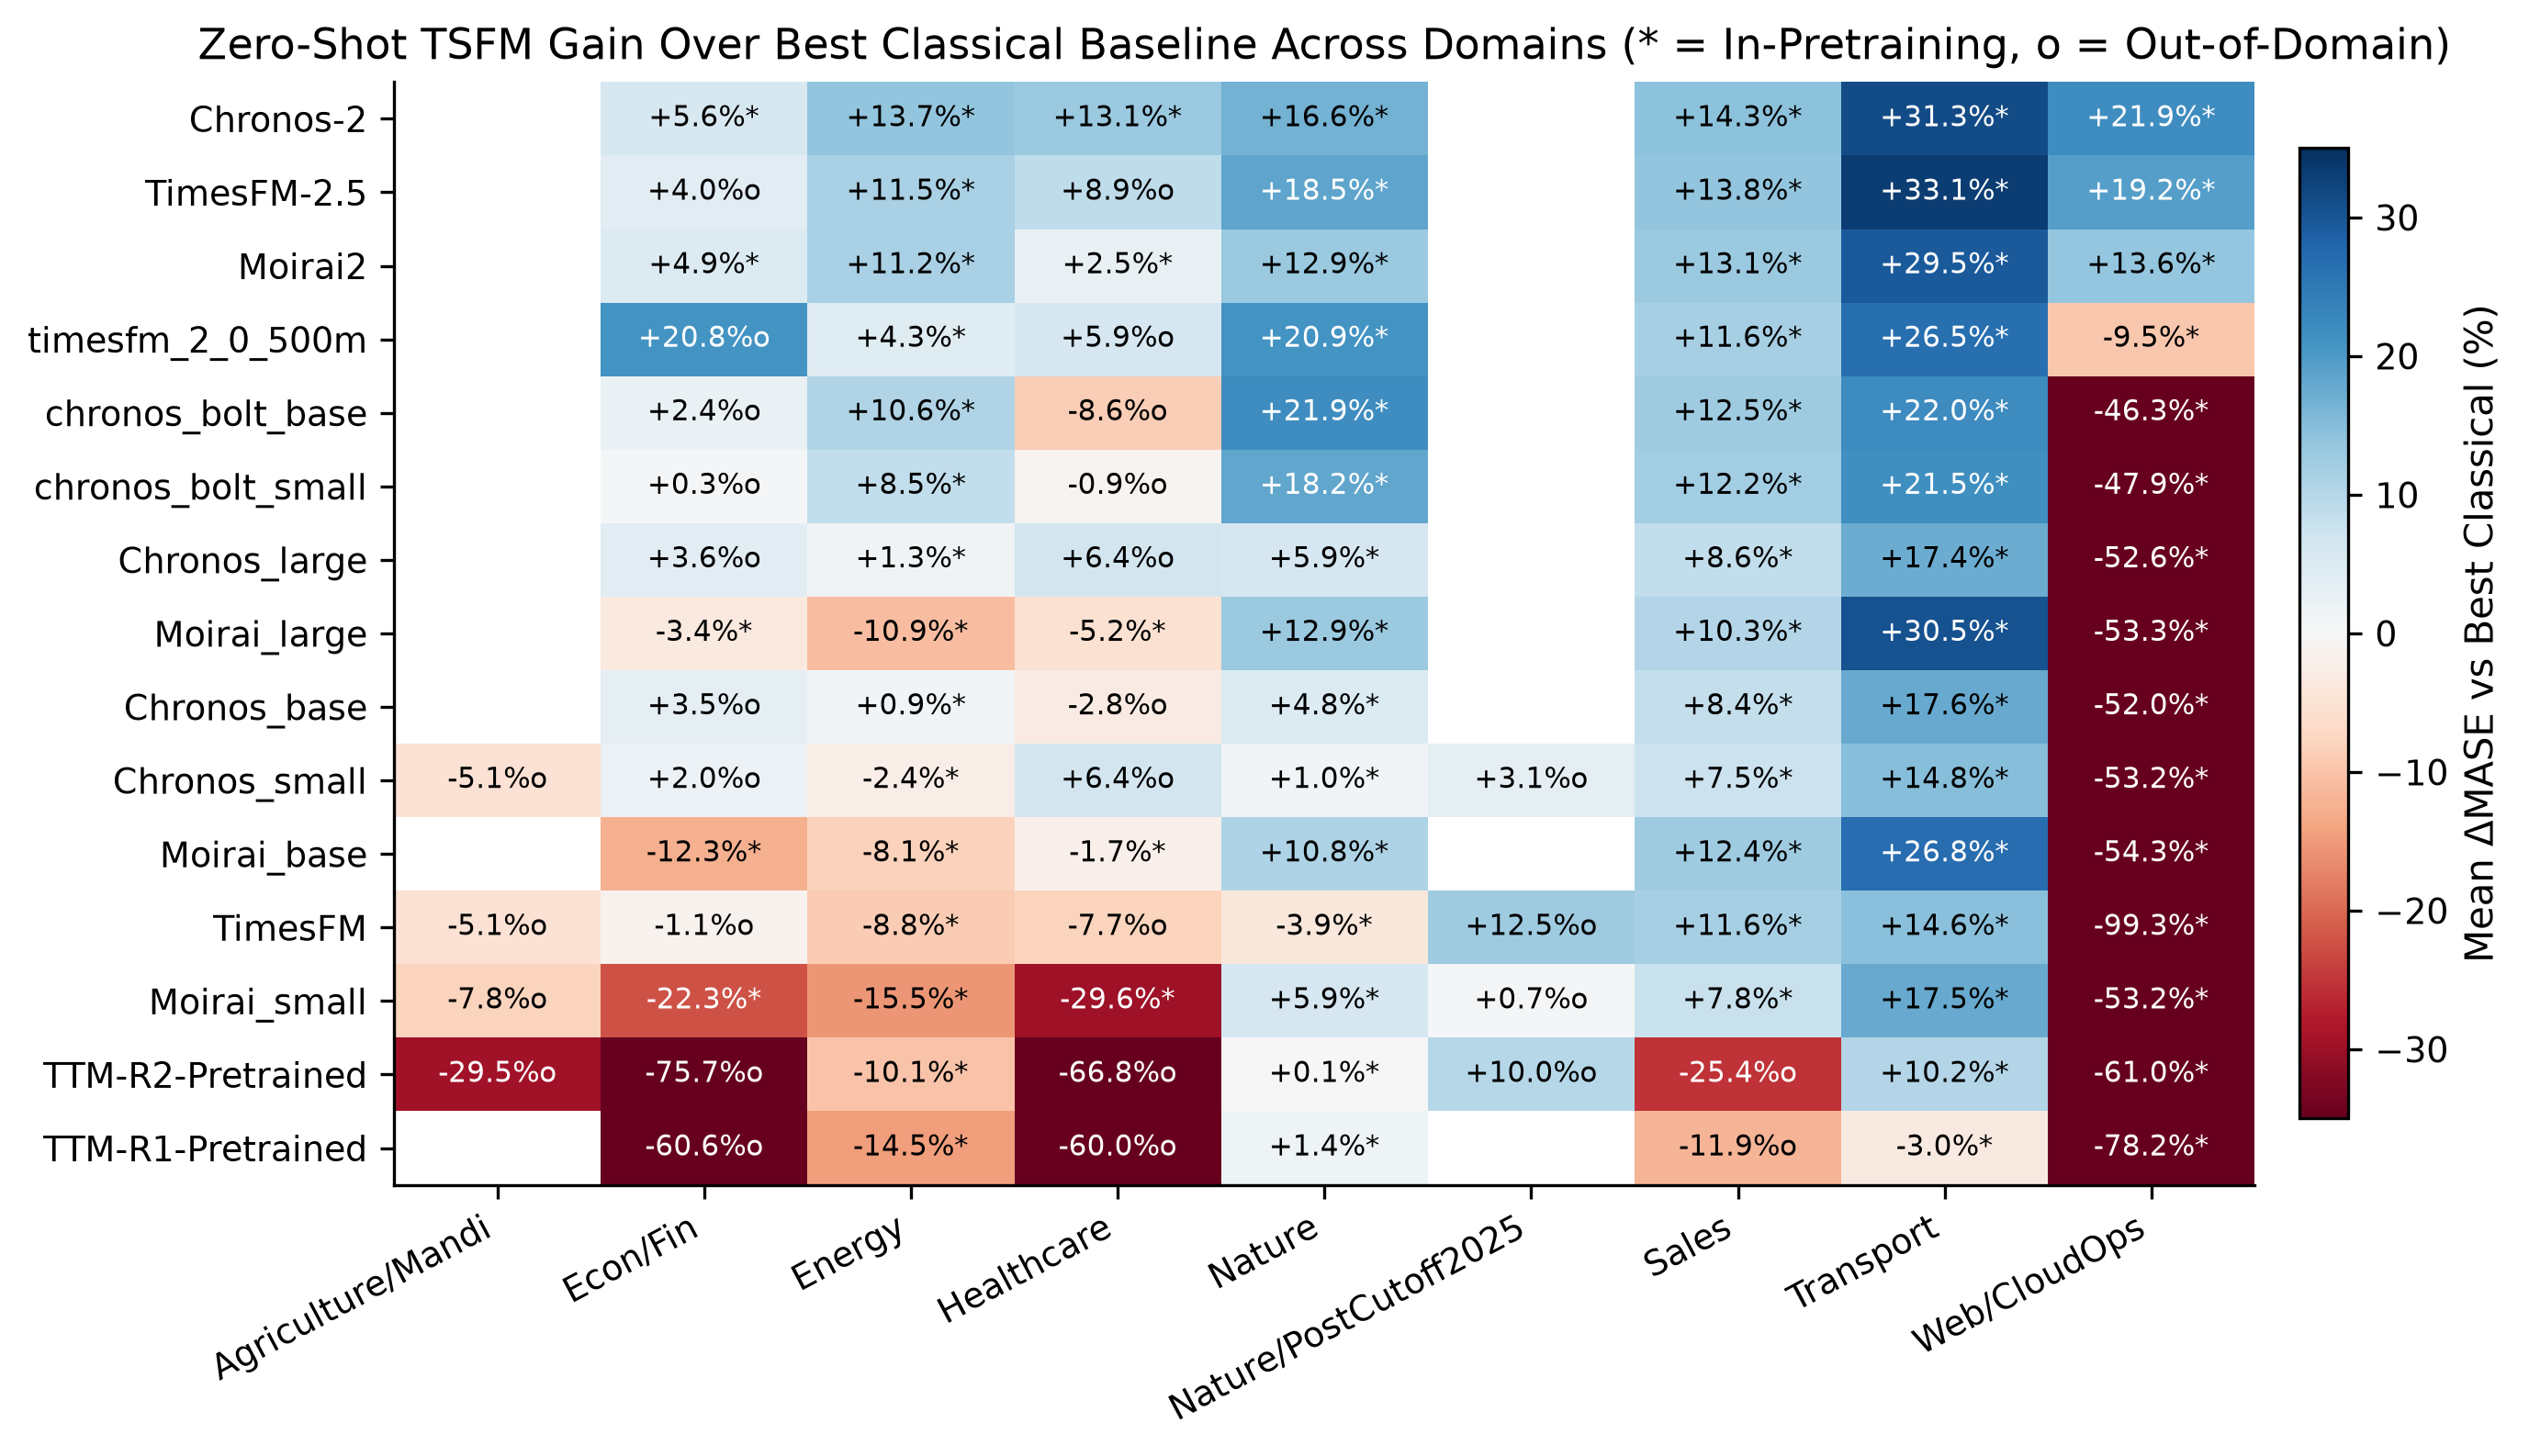 Zero-Shot TSFM Gain Over Best Classical Baseline Across Domains (* = In-Pretraining, o = Out-of-Domain)
Chronos-2 +5.6%* +13.7%* +13.1%* +16.6%* +14.3%* +31.3%* +21.9%*
TimesFM-2.5 +4.0%o +11.5%* +8.9%o +18.5%* +13.8%* +33.1%* +19.2%*
Moirai2 +4.9%* +11.2%* +2.5%* +12.9%* +13.1%* +29.5%* +13.6%*
timesfm_2_0_500m +20.8%o +4.3%* +5.9%o +20.9%* +11.6%* +26.5%* -9.5%*
chronos_bolt_base +2.4%o +10.6%* -8.6%o +21.9%* +12.5%* +22.0%* -46.3%*
chronos_bolt_small +0.3%o +8.5%* -0.9%o +18.2%* +12.2%* +21.5%* -47.9%*
Chronos_large +3.6%o +1.3%* +6.4%o +5.9%* +8.6%* +17.4%* -52.6%*
Moirai_large -3.4%* -10.9%* -5.2%* +12.9%* +10.3%* +30.5%* -53.3%*
Chronos_base +3.5%o +0.9%* -2.8%o +4.8%* +8.4%* +17.6%* -52.0%*
Chronos_small -5.1%o +2.0%o -2.4%* +6.4%o +1.0%* +3.1%o +7.5%* +14.8%* -53.2%*
Moirai_base -12.3%* -8.1%* -1.7%* +10.8%* +12.4%* +26.8%* -54.3%*
TimesFM -5.1%o -1.1%o -8.8%* -7.7%o -3.9%* +12.5%o +11.6%* +14.6%* -99.3%*
Moirai_small -7.8%o -22.3%* -15.5%* -29.6%* +5.9%* +0.7%o +7.8%* +17.5%* -53.2%*
TTM-R2-Pretrained -29.5%o -75.7%o -10.1%* -66.8%o +0.1%* +10.0%o -25.4%o +10.2%* -61.0%*
TTM-R1-Pretrained -60.6%o -14.5%* -60.0%o +1.4%* -11.9%o -3.0%* -78.2%*
Agriculture/Mandi
Econ/Fin
Energy
Healthcare
Nature
Nature/PostCutoff2025
Sales
Transport
Web/CloudOps
30
20
10
0
−10
−20
−30
Mean ΔMASE vs Best Classical (%)